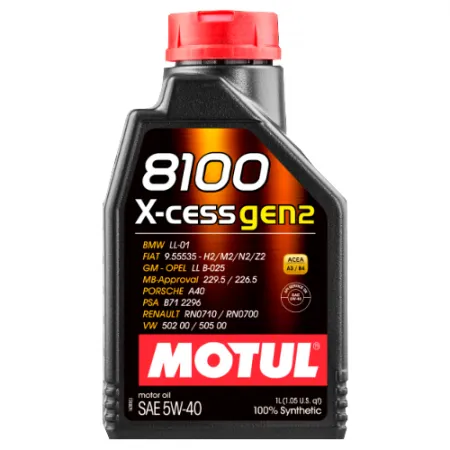 8100
X-cess gen2
BMW LL-01
FIAT 9.55535 - H2/M2/N2/Z2
GM - OPEL LL B-025
MB-Approval 229.5 / 226.5
PORSCHE A40
PSA B71 2296
RENAULT RN0710 / RN0700
VW 502 00 / 505 00
ACEA
A3 / B4
MOTUL
motor oil
SAE 5W-40
1L (1.05 U.S. qt)
100% Synthetic